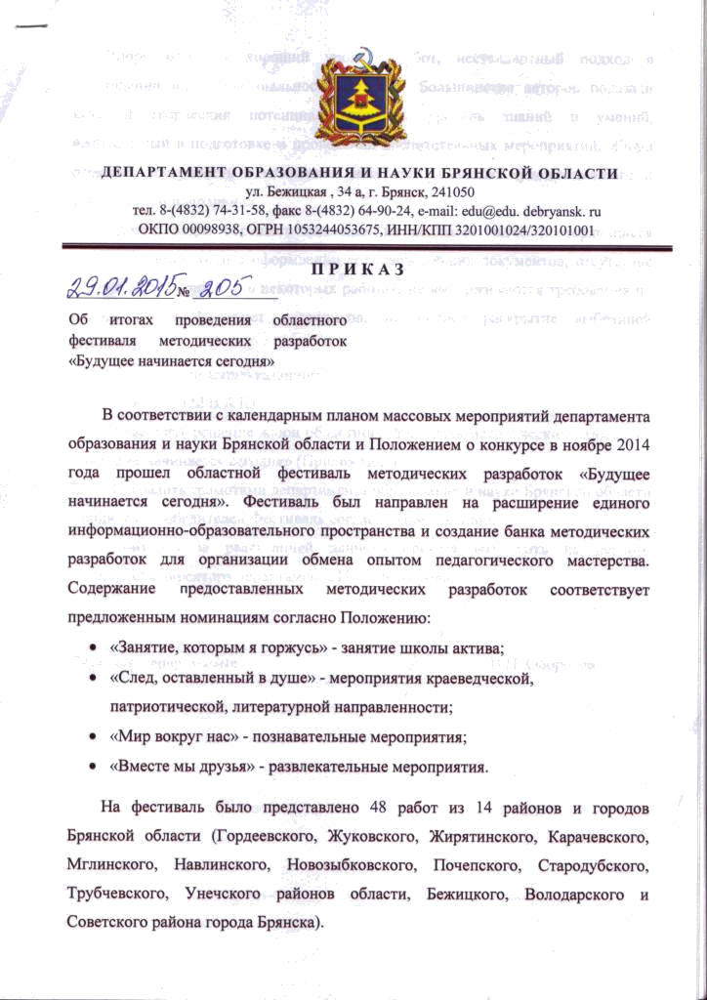 ДЕПАРТАМЕНТ ОБРАЗОВАНИЯ И НАУКИ БРЯНСКОЙ ОБЛАСТИ
ул. Бежицкая , 34 а, г. Брянск, 241050
тел. 8-(4832) 74-31-58, факс 8-(4832) 64-90-24, e-mail: edu@edu. debryansk. ru
ОКПО 00098938, ОГРН 1053244053675, ИНН/КПП 3201001024/320101001
ПРИКАЗ
29.01.2015 № 205
Об итогах проведения областного
фестиваля методических разработок
«Будущее начинается сегодня»
В соответствии с календарным планом массовых мероприятий департамента
образования и науки Брянской области и Положением о конкурсе в ноябре 2014
года прошел областной фестиваль методических разработок «Будущее
начинается сегодня». Фестиваль был направлен на расширение единого
информационно-образовательного пространства и создание банка методических
разработок для организации обмена опытом педагогического мастерства.
Содержание предоставленных методических разработок соответствует
предложенным номинациям согласно Положению:
• «Занятие, которым я горжусь» - занятие школы актива;
• «След, оставленный в душе» - мероприятия краеведческой,
патриотической, литературной направленности;
• «Мир вокруг нас» - познавательные мероприятия;
• «Вместе мы друзья» - развлекательные мероприятия.
На фестиваль было представлено 48 работ из 14 районов и городов
Брянской области (Гордеевского, Жуковского, Жирятинского, Карачевского,
Мглинского, Навлинского, Новозыбковского, Почепского, Стародубского,
Трубчевского, Унечского районов области, Бежицкого, Володарского и
Советского района города Брянска).